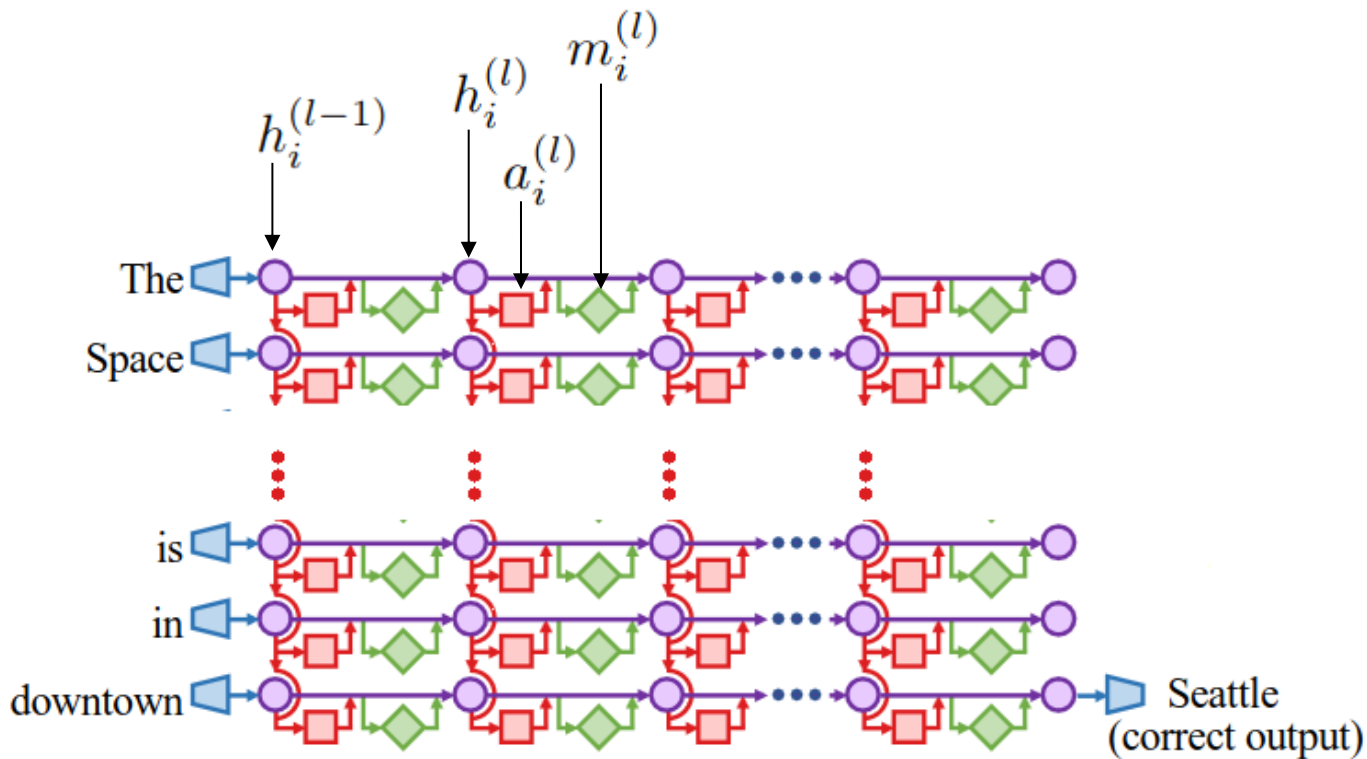 m_i^{(l)}
h_i^{(l)}
h_i^{(l-1)}
a_i^{(l)}
The
Space
is
in
downtown
Seattle
(correct output)